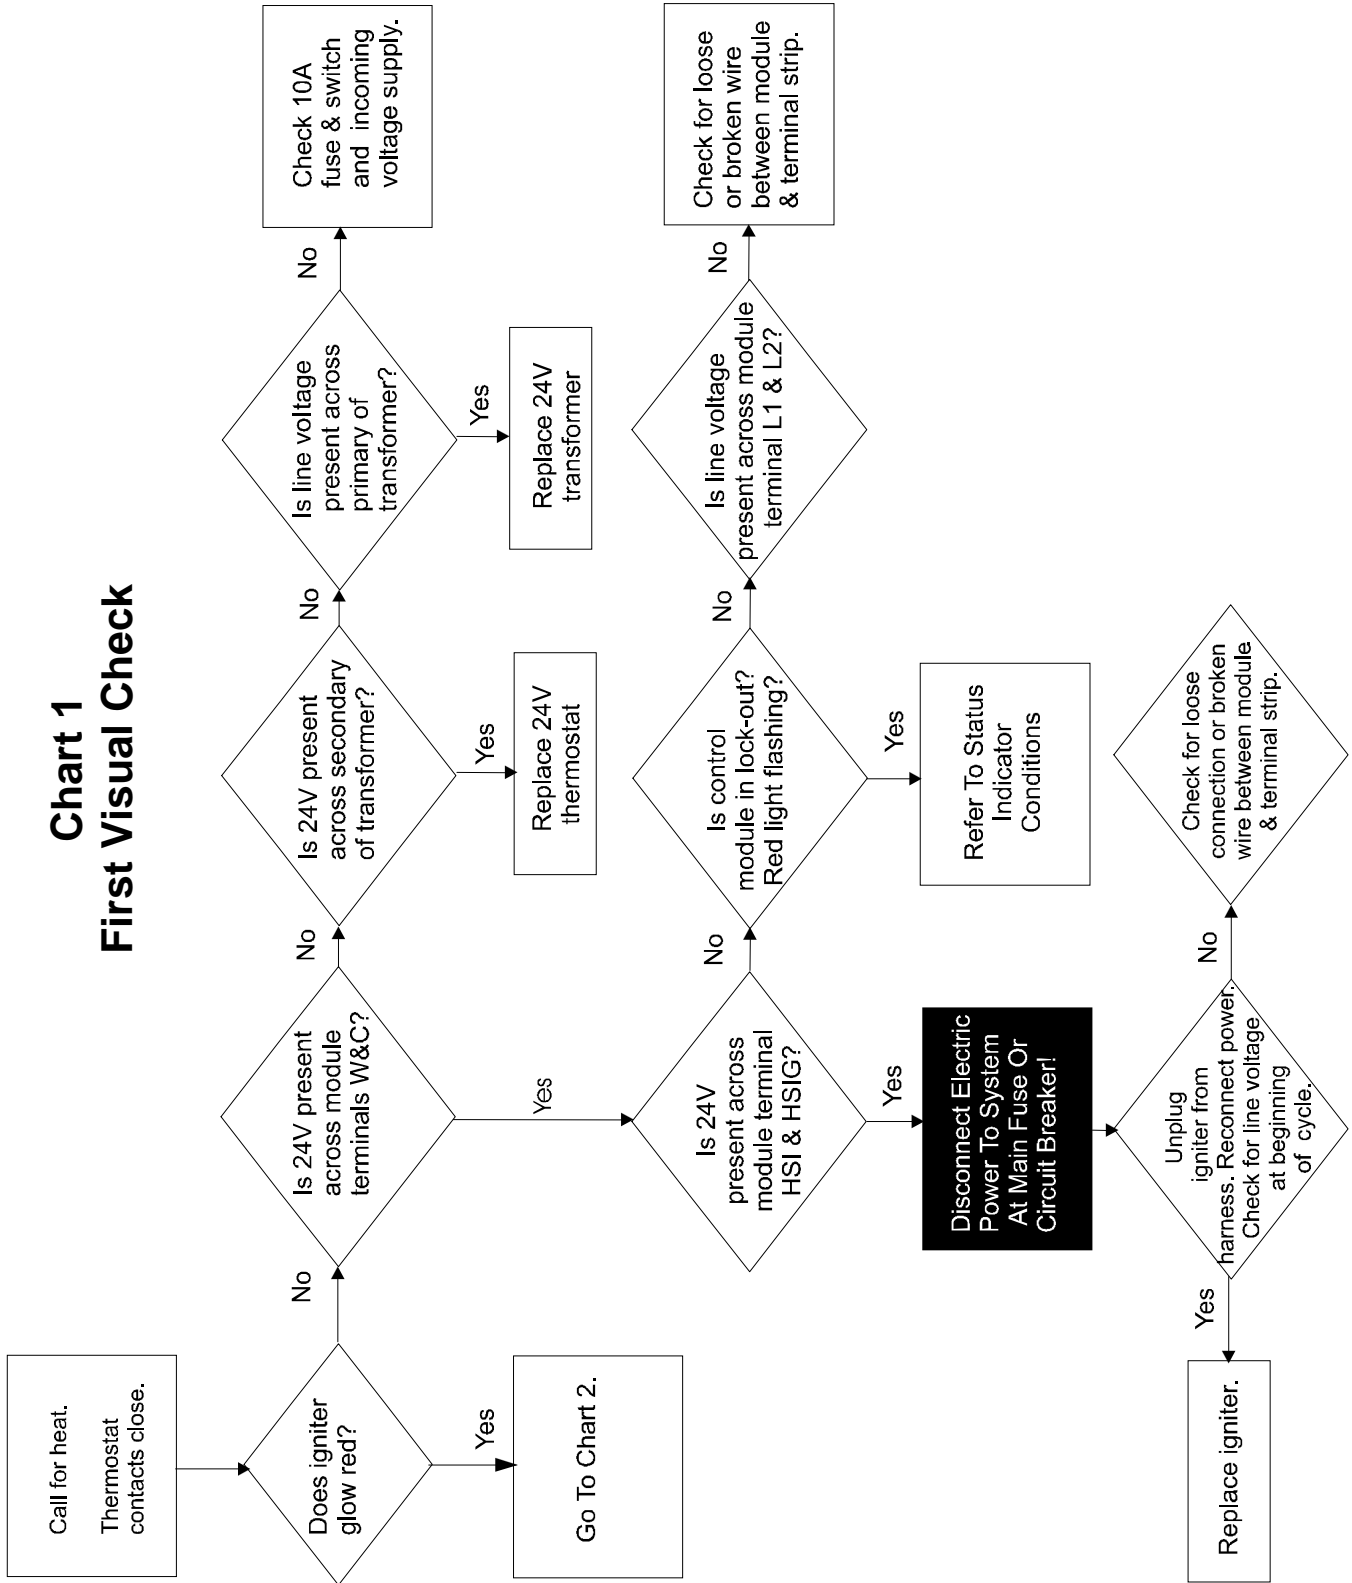 Chart 1
First Visual Check
Call for heat.
Thermostat
contacts close.
Does igniter
glow red?
Yes
Go To Chart 2.
No
Is 24V present
across module
terminals W&C?
No
Is 24V present
across secondary
of transformer?
Yes
Replace 24V
thermostat
No
Is line voltage
present across
primary of
transformer?
Yes
Replace 24V
transformer
No
Check 10A
fuse & switch
and incoming
voltage supply.
Yes
Is 24V
present across
module terminal
HSI & HSIG?
No
Is control
module in lock-out?
Red light flashing?
Yes
Refer To Status
Indicator
Conditions
No
Is line voltage
present across module
terminal L1 & L2?
No
Check for loose
or broken wire
between module
& terminal strip.
Yes
Disconnect Electric
Power To System
At Main Fuse Or
Circuit Breaker!
Unplug
igniter from
harness. Reconnect power.
Check for line voltage
at beginning
of cycle.
Yes
Replace igniter.
No
Check for loose
connection or broken
wire between module
& terminal strip.